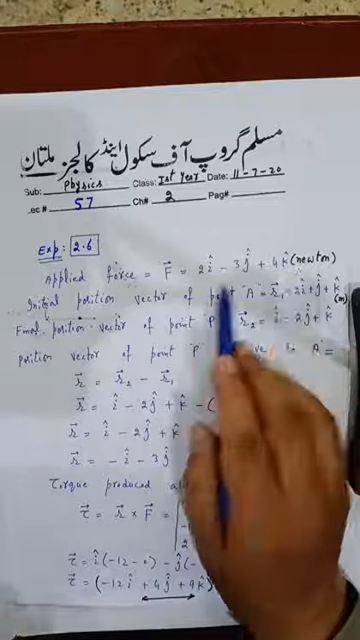 مسلم گروپ آف سکول اینڈ کالجز ملتان
Sub: Physics Class: Ist Year Date: 11-7-20
Lec# 57 Ch# 2 Pag#
Exp: 2.6
Applied force = F⃗ = 2î - 3ĵ + 4k̂ (newton)
Initial position vector of point "A" = r⃗₁ = 2î + ĵ + k̂ (m)
Final position vector of point "P" r⃗₂ = î - 2ĵ + k̂
position vector of point "P" A =
r⃗ = r⃗₂ - r⃗₁
r⃗ = î - 2ĵ + k̂ - (
r⃗ = î - 2ĵ + k̂
r⃗ = -î - 3ĵ
Torque produced
τ⃗ = r⃗ x F⃗ =
τ⃗ = î(-12-0) - ĵ(-
τ⃗ = (-12î + 4ĵ + 9k̂)